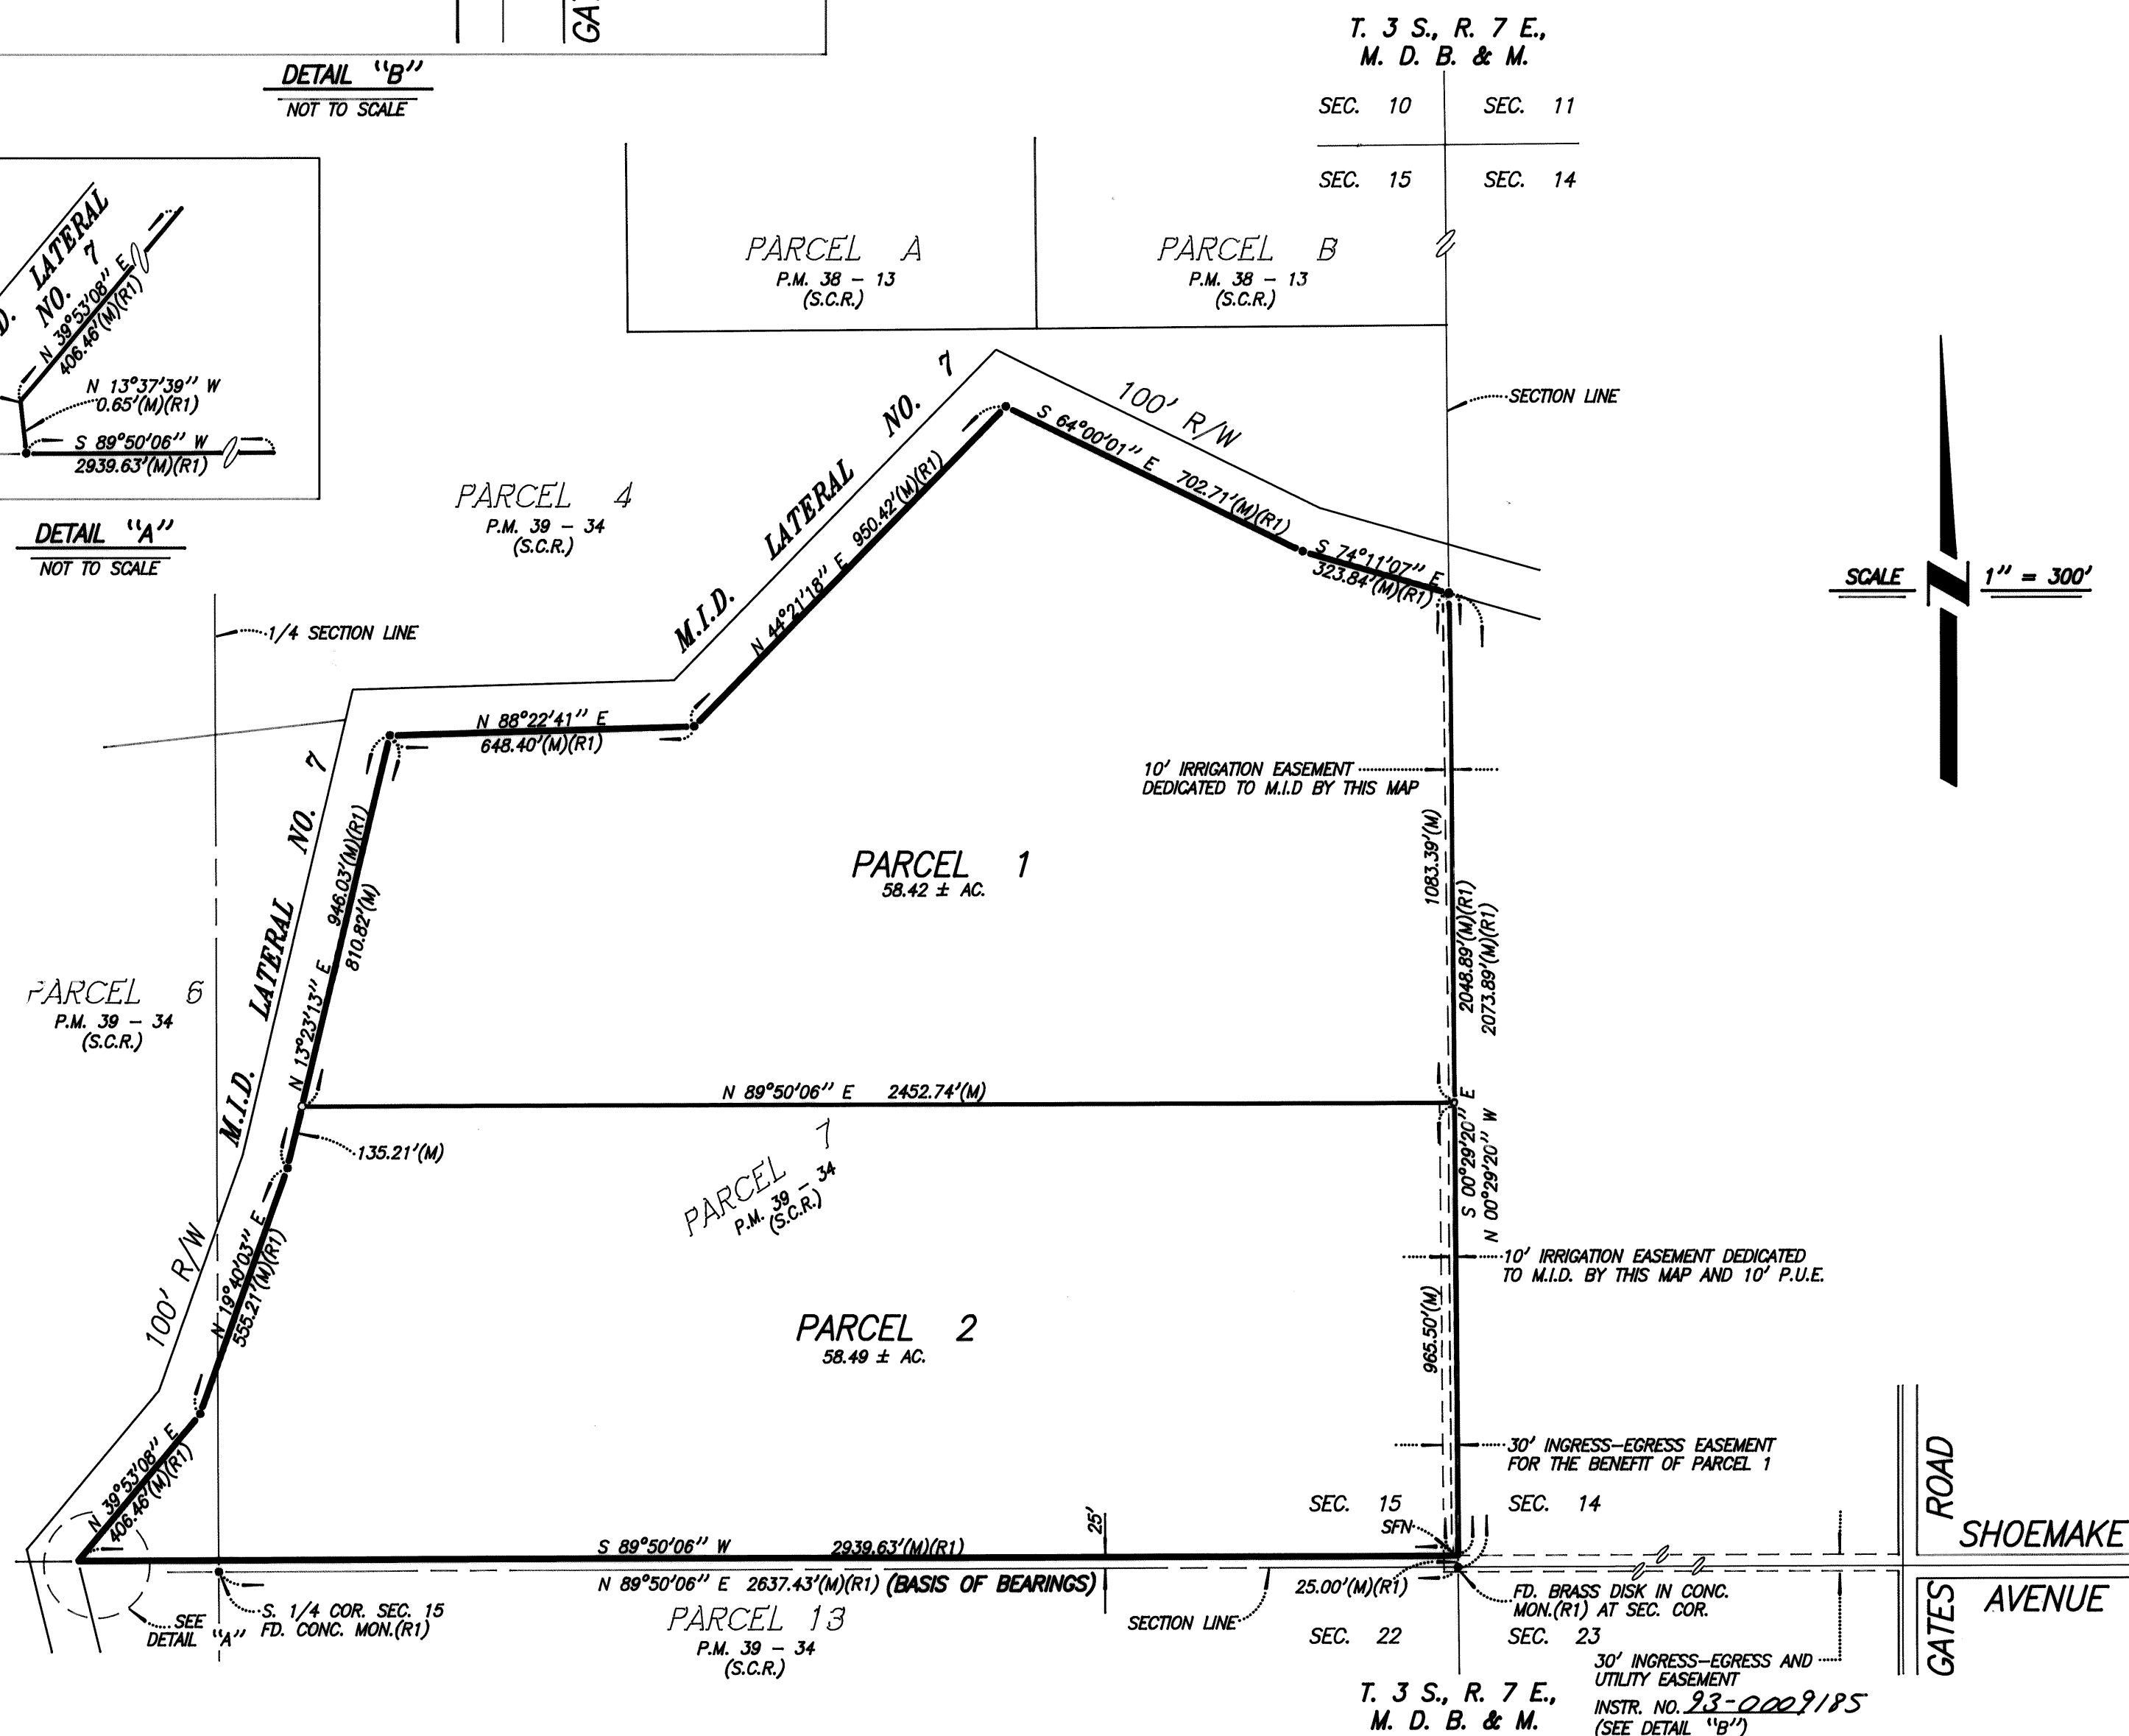 GAT
DETAIL "B"
NOT TO SCALE
T. 3 S., R. 7 E.,
M. D. B. & M.
SEC. 10
SEC. 11
SEC. 15
SEC. 14
PARCEL A
P.M. 38 - 13
(S.C.R.)
PARCEL B
P.M. 38 - 13
(S.C.R.)
D. LATERAL
NO. 7
N 39°53'08" E
406.46'(M)(R1)
N 13°37'39" W
0.65'(M)(R1)
S 89°50'06" W
2939.63'(M)(R1)
DETAIL "A"
NOT TO SCALE
PARCEL 4
P.M. 39 - 34
(S.C.R.)
M.I.D. LATERAL NO. 7
100' R/W
SECTION LINE
N 44°21'18" E 950.42'(M)(R1)
S 64°00'01" E 702.71'(M)(R1)
S 74°11'07" E
323.84'(M)(R1)
SCALE 1" = 300'
N
1/4 SECTION LINE
N 88°22'41" E
648.40'(M)(R1)
10' IRRIGATION EASEMENT
DEDICATED TO M.I.D BY THIS MAP
M.I.D. LATERAL NO. 7
N 13°23'13" E 946.03'(M)(R1)
810.82'(M)
PARCEL 1
58.42 ± AC.
1083.39'(M)
2048.89'(M)(R1)
2073.89'(M)(R1)
PARCEL 6
P.M. 39 - 34
(S.C.R.)
N 89°50'06" E 2452.74'(M)
S 00°29'20" E
N 00°29'20" W
135.21'(M)
PARCEL 7
P.M. 39 - 34
(S.C.R.)
100' R/W
N 19°40'03" E
555.21'(M)(R1)
10' IRRIGATION EASEMENT DEDICATED
TO M.I.D. BY THIS MAP AND 10' P.U.E.
PARCEL 2
58.49 ± AC.
965.50'(M)
30' INGRESS-EGRESS EASEMENT
FOR THE BENEFIT OF PARCEL 1
N 39°53'08" E
406.46'(M)(R1)
SEC. 15
SEC. 14
SFN
25'
S 89°50'06" W 2939.63'(M)(R1)
N 89°50'06" E 2637.43'(M)(R1) (BASIS OF BEARINGS)
25.00'(M)(R1)
FD. BRASS DISK IN CONC.
MON.(R1) AT SEC. COR.
GATES ROAD
SHOEMAKE
AVENUE
SEE
DETAIL "A"
S. 1/4 COR. SEC. 15
FD. CONC. MON.(R1)
PARCEL 13
P.M. 39 - 34
(S.C.R.)
SECTION LINE
SEC. 22
SEC. 23
30' INGRESS-EGRESS AND
UTILITY EASEMENT
INSTR. NO. 93-0009185
(SEE DETAIL "B")
T. 3 S., R. 7 E.,
M. D. B. & M.